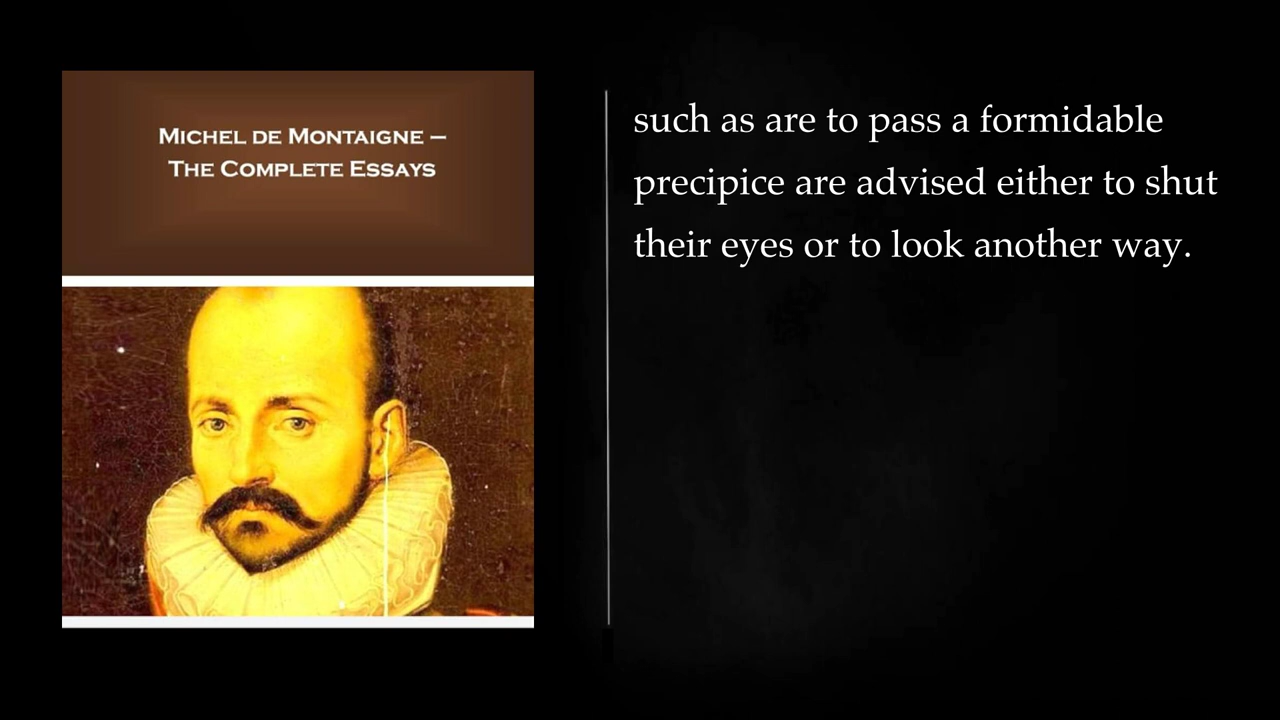 MICHEL DE MONTAIGNE –
THE COMPLETE ESSAYS
such as are to pass a formidable
precipice are advised either to shut
their eyes or to look another way.